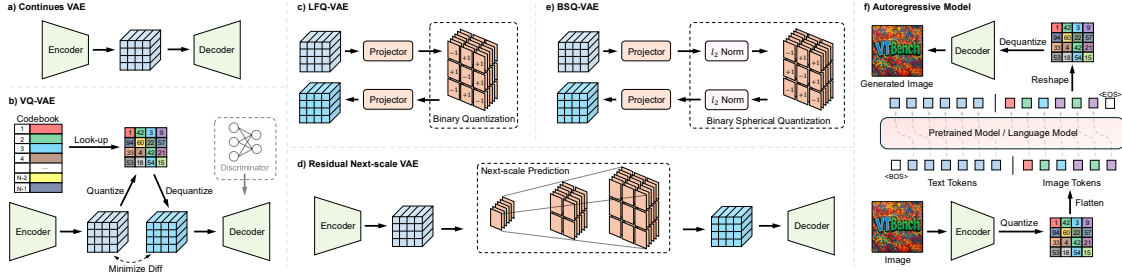 a) Continues VAE
Encoder
Decoder
b) VQ-VAE
Codebook
1
2
3
4
...
N-2
N-1
Look-up
1 42 3 9
94 60 22 57
33 4 42 21
53 18 54 15
Discriminator
Quantize
Dequantize
Encoder
Decoder
Minimize Diff
c) LFQ-VAE
Projector
Projector
Binary Quantization
d) Residual Next-scale VAE
Encoder
Next-scale Prediction
Decoder
e) BSQ-VAE
Projector
l2 Norm
Projector
l2 Norm
Binary Spherical Quantization
f) Autoregressive Model
VTBench
Generated Image
Decoder
Dequantize
1 42 3 9
94 60 22 57
33 4 42 21
53 18 54 15
Reshape
<EOS>
Pretrained Model / Language Model
<BOS>
Text Tokens
Image Tokens
Flatten
VTBench
Image
Encoder
Quantize
1 42 3 9
94 60 22 57
33 4 42 21
53 18 54 15